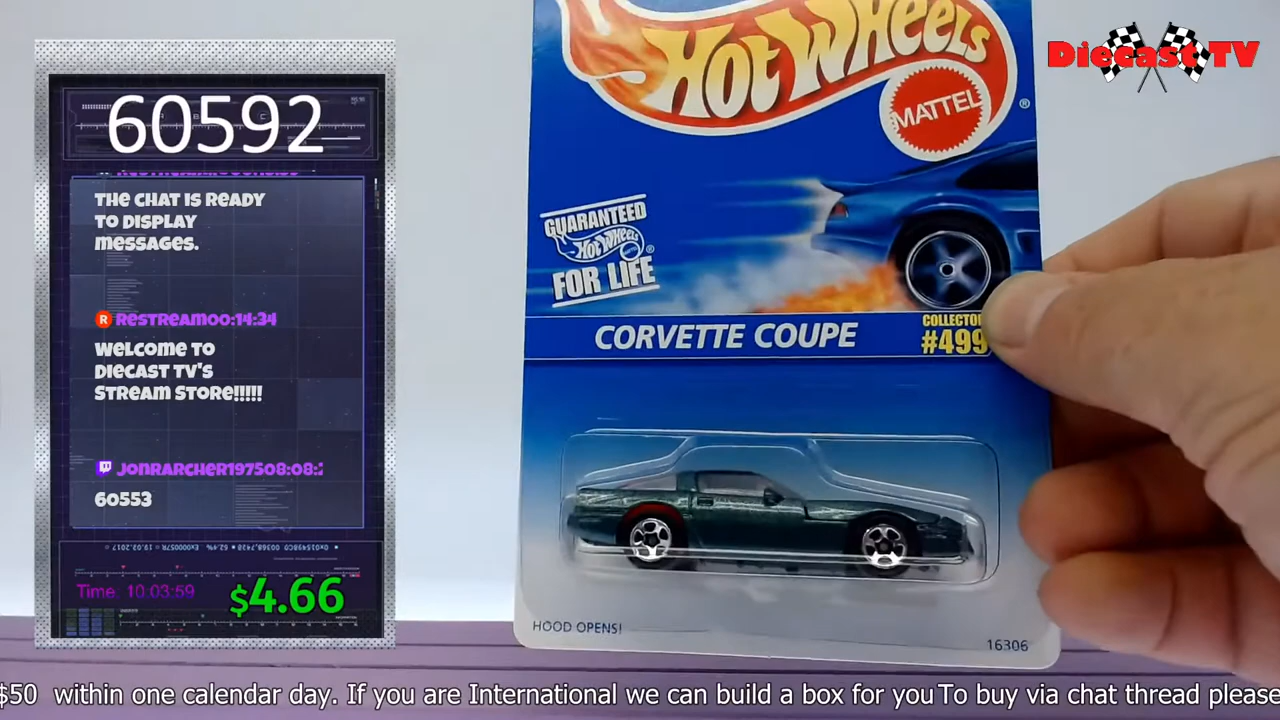 60592
THE CHAT IS READY
TO DISPLAY
MESSAGES.
RESTREAM00:14:34
WELCOME TO
DIECAST TV'S
STREAM STORE!!!!!
JONRARCHER197508:08:
60553
Time: 10:03:59
$4.66
HOT WHEELS
MATTEL
®
GUARANTEED
Hot Wheels ®
FOR LIFE
CORVETTE COUPE
COLLECTOR
#499
HOOD OPENS!
16306
Diecast TV
$50 within one calendar day. If you are International we can build a box for you To buy via chat thread please